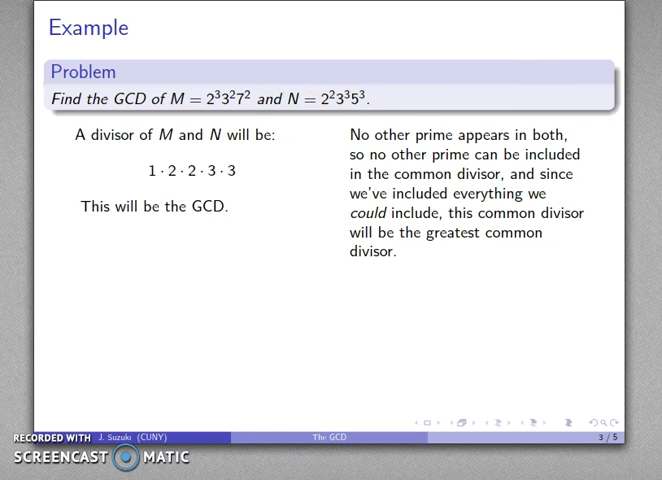 Example
Problem
Find the GCD of M = 2³3²7² and N = 2²3³5³.
A divisor of M and N will be:
1 · 2 · 2 · 3 · 3
This will be the GCD.
No other prime appears in both,
so no other prime can be included
in the common divisor, and since
we've included everything we
could include, this common divisor
will be the greatest common
divisor.
J. Suzuki (CUNY) The GCD 3 / 5
RECORDED WITH
SCREENCAST MATIC